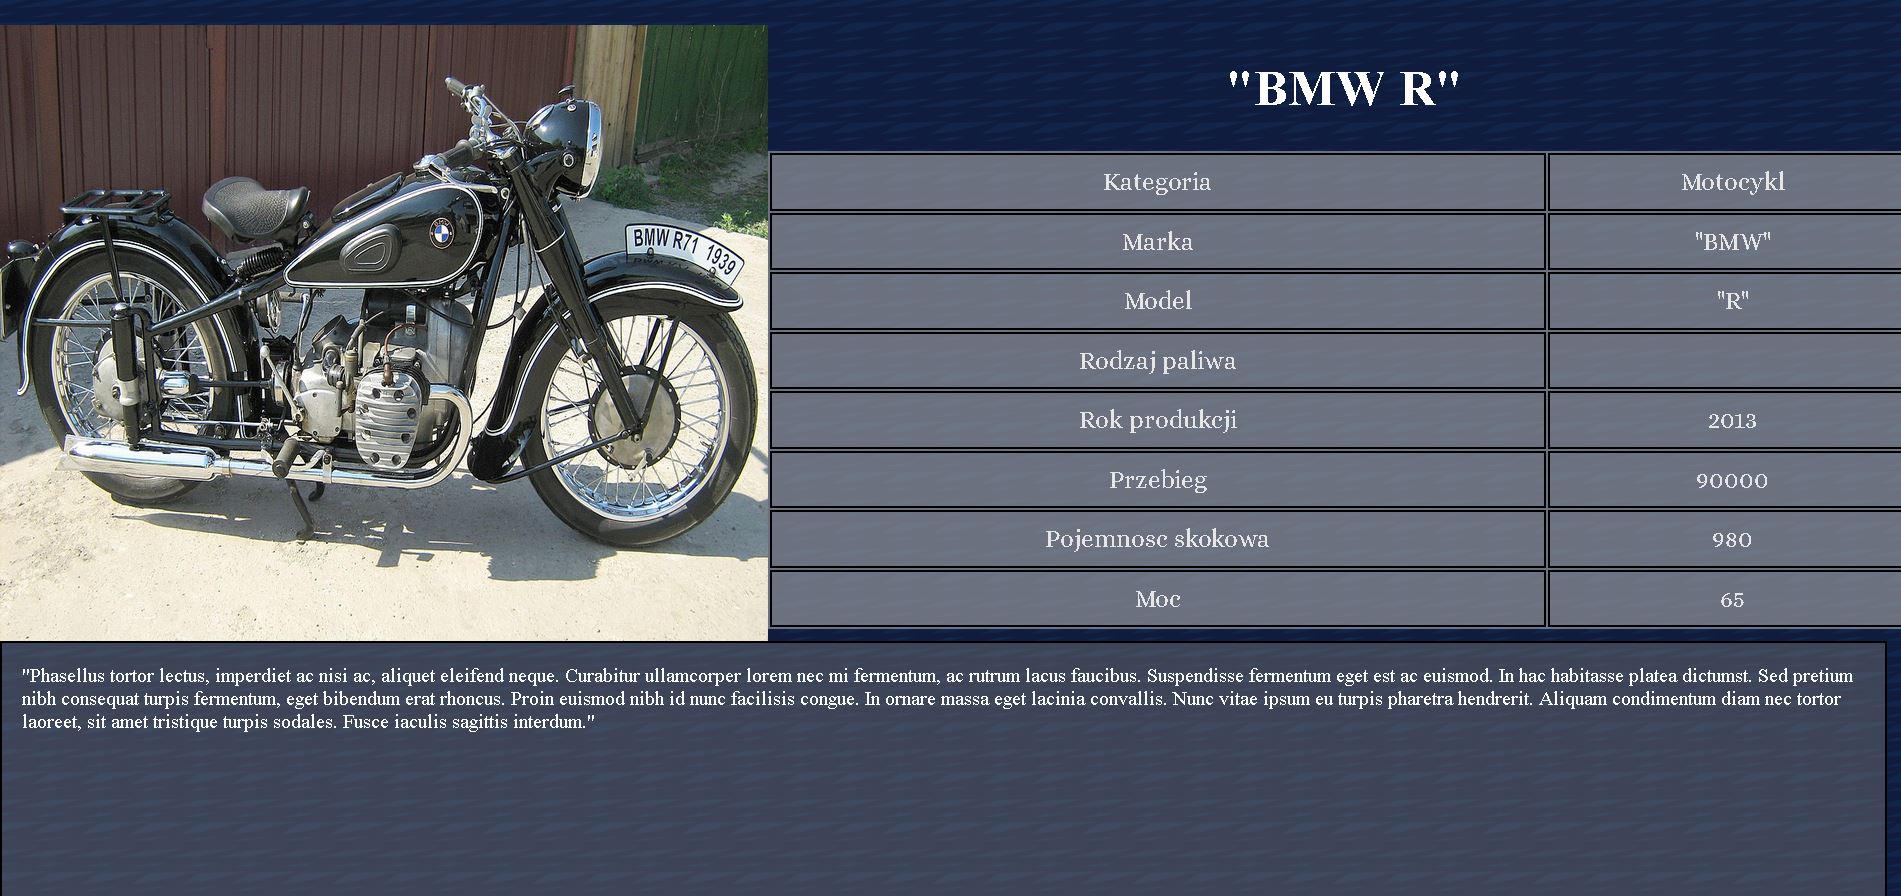 "BMW R"
BMW R71 1939
Kategoria Motocykl
Marka "BMW"
Model "R"
Rodzaj paliwa
Rok produkcji 2013
Przebieg 90000
Pojemnosc skokowa 980
Moc 65
"Phasellus tortor lectus, imperdiet ac nisi ac, aliquet eleifend neque. Curabitur ullamcorper lorem nec mi fermentum, ac rutrum lacus faucibus. Suspendisse fermentum eget est ac euismod. In hac habitasse platea dictumst. Sed pretium
nibh consequat turpis fermentum, eget bibendum erat rhoncus. Proin euismod nibh id nunc facilisis congue. In ornare massa eget lacinia convallis. Nunc vitae ipsum eu turpis pharetra hendrerit. Aliquam condimentum diam nec tortor
laoreet, sit amet tristique turpis sodales. Fusce iaculis sagittis interdum."